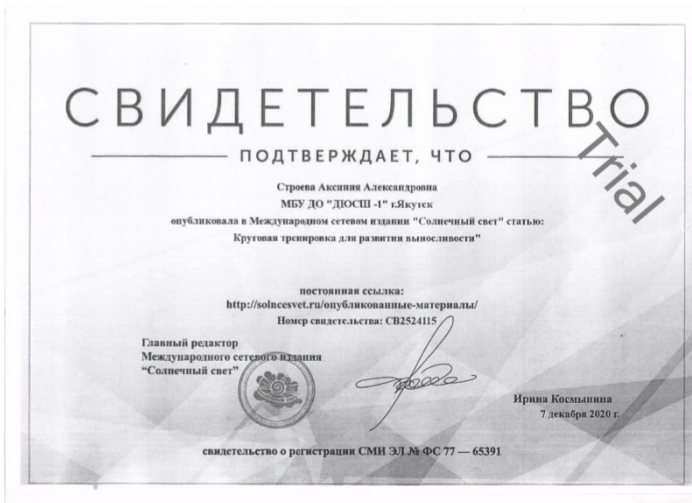 СВИДЕТЕЛЬСТВО
ПОДТВЕРЖДАЕТ, ЧТО
Trial
Строева Аксиния Александровна
МБУ ДО "ДЮСШ -1" г.Якутск
опубликовала в Международном сетевом издании "Солнечный свет" статью:
Круговая тренировка для развития выносливости"
постоянная ссылка:
http://solncesvet.ru/опубликованные-материалы/
Номер свидетельства: СВ2524115
Главный редактор
Международного сетевого издания
“Солнечный свет”
Ирина Космынина
7 декабря 2020 г.
свидетельство о регистрации СМИ ЭЛ № ФС 77 — 65391